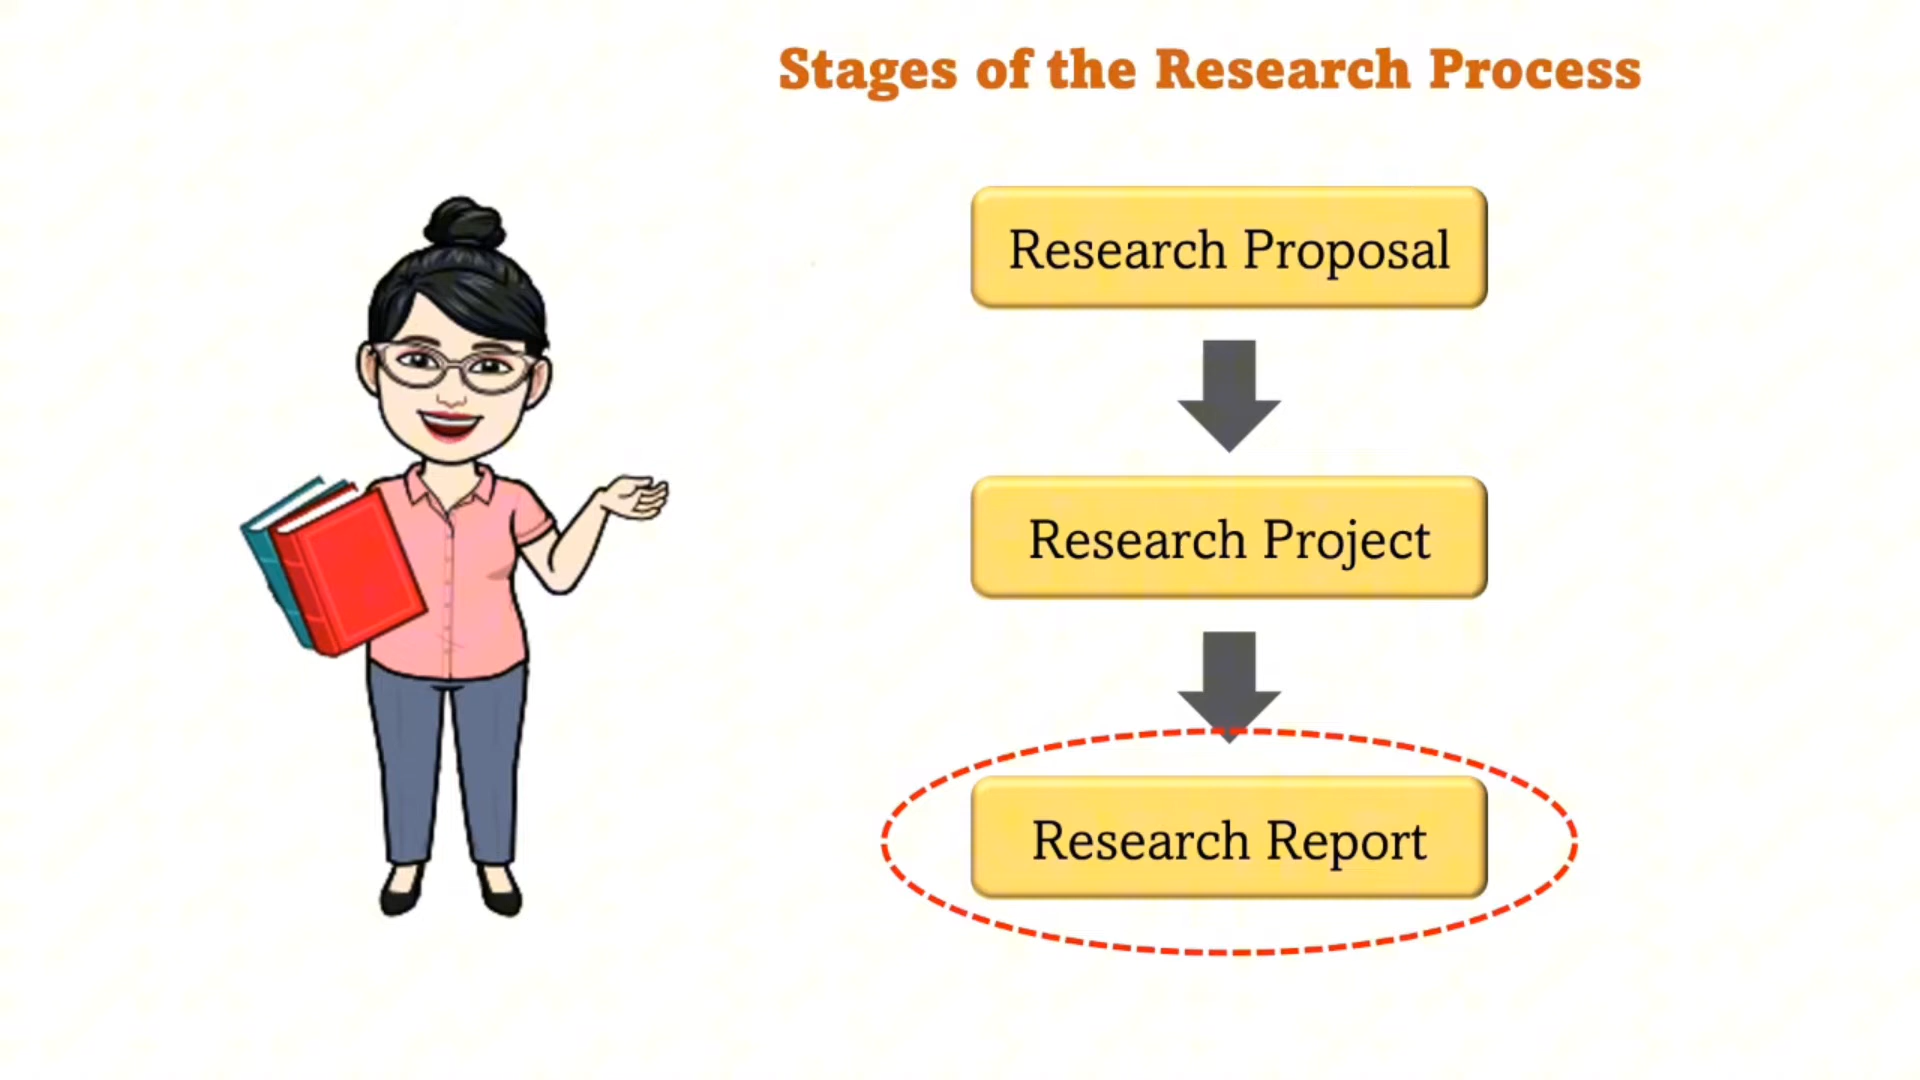 Stages of the Research Process
Research Proposal
Research Project
Research Report